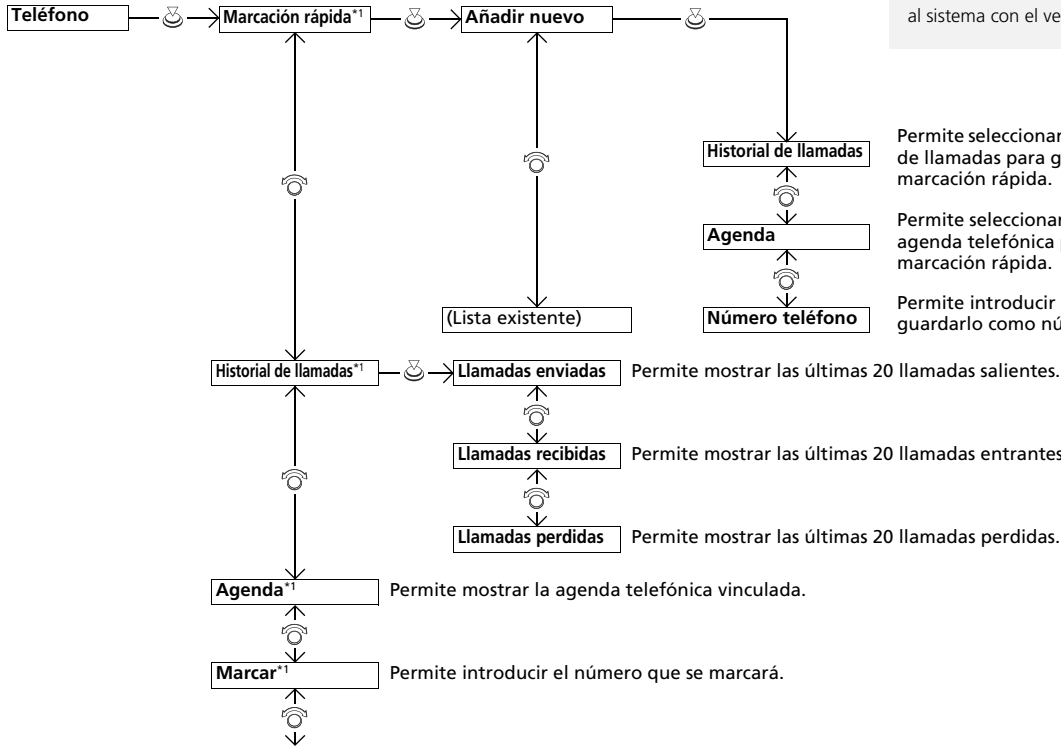 Teléfono
Marcación rápida*1
Añadir nuevo
al sistema con el
Historial de llamadas
Permite seleccionar
de llamadas para
marcación rápida.
Agenda
Permite seleccionar
agenda telefónica
marcación rápida.
(Lista existente)
Número teléfono
Permite introducir
guardarlo como
Historial de llamadas*1
Llamadas enviadas
Permite mostrar las últimas 20 llamadas salientes.
Llamadas recibidas
Permite mostrar las últimas 20 llamadas entrantes
Llamadas perdidas
Permite mostrar las últimas 20 llamadas perdidas.
Agenda*1
Permite mostrar la agenda telefónica vinculada.
Marcar*1
Permite introducir el número que se marcará.